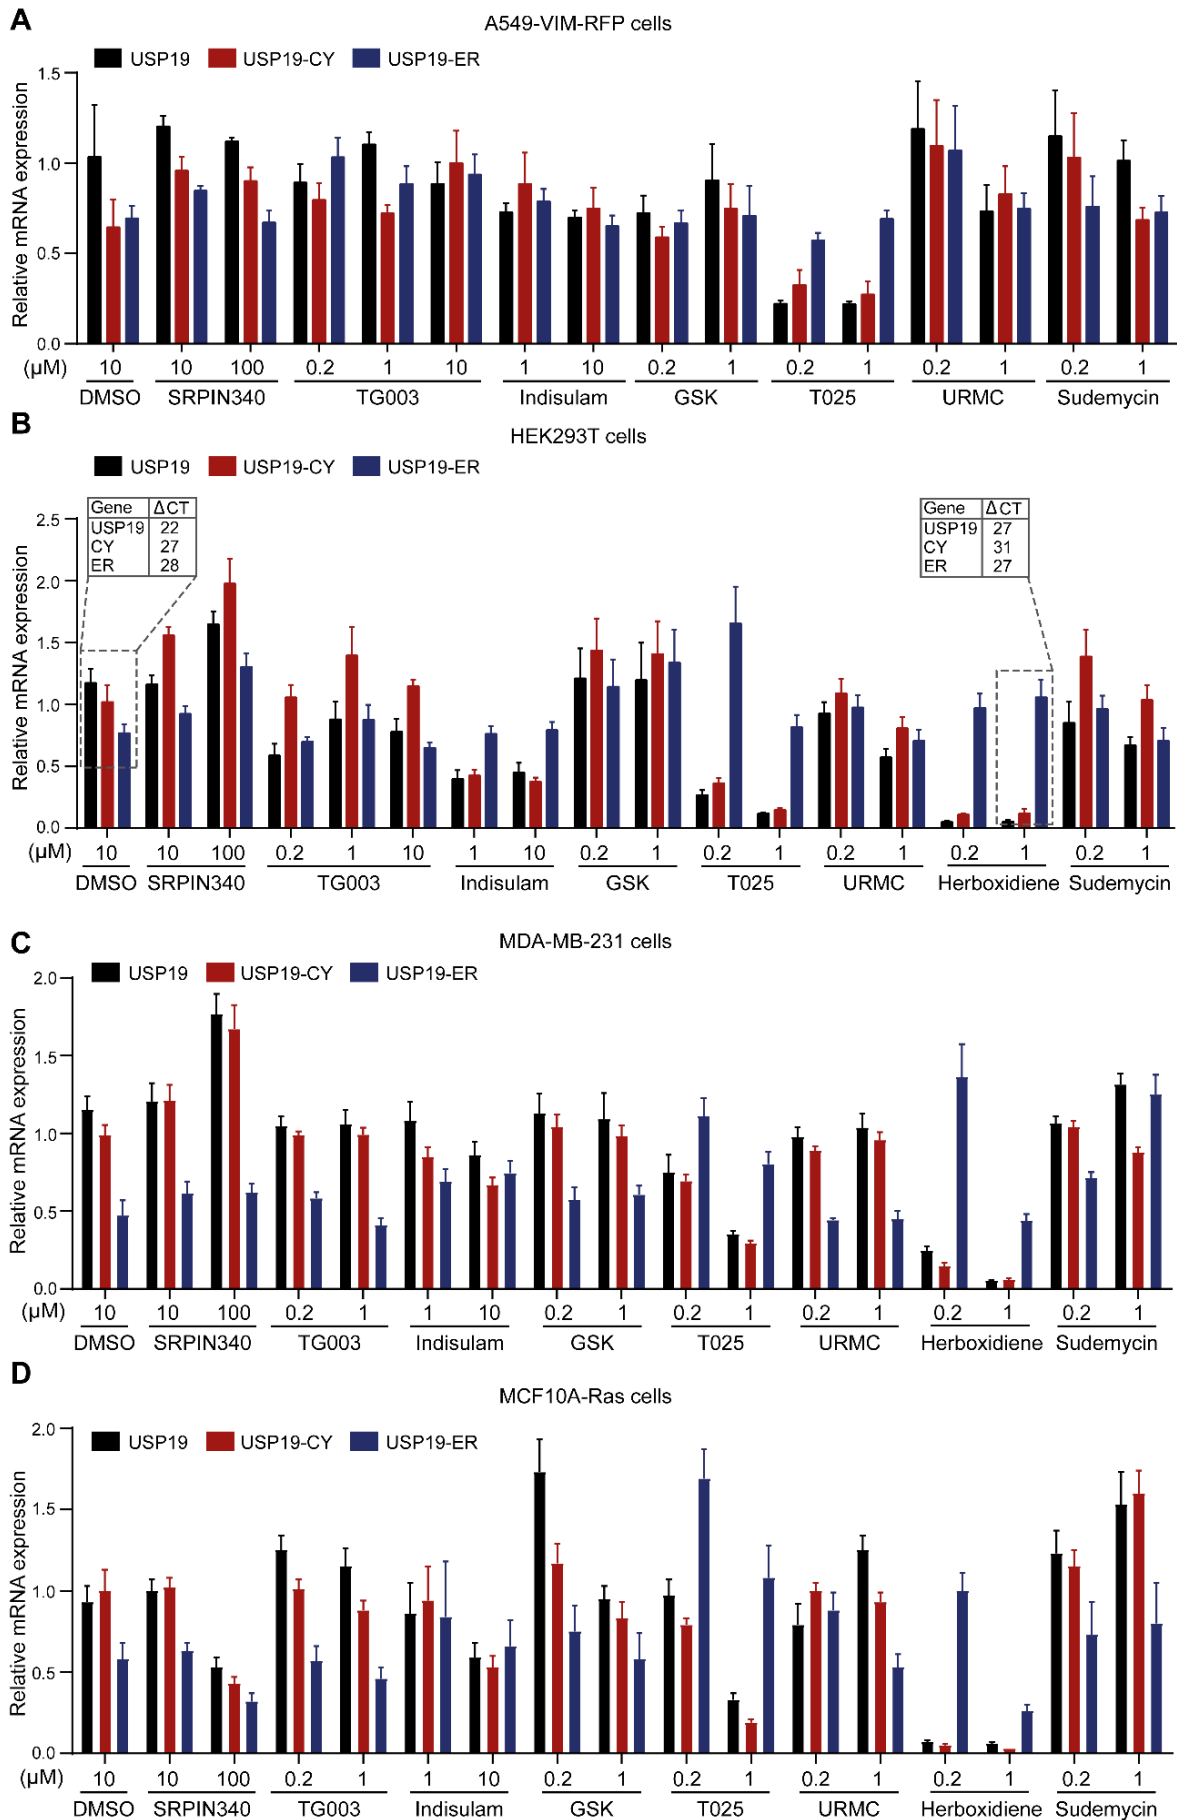 A
A549-VIM-RFP cells
USP19 USP19-CY USP19-ER
Relative mRNA expression
1.5
1.0
0.5
0.0
(μM) 10 10 100 0.2 1 10 1 10 0.2 1 0.2 1 0.2 1 0.2 1
DMSO SRPIN340 TG003 Indisulam GSK T025 URMC Sudemycin
B
HEK293T cells
USP19 USP19-CY USP19-ER
Gene ΔCT
USP19 22
CY 27
ER 28
Gene ΔCT
USP19 27
CY 31
ER 27
Relative mRNA expression
2.5
2.0
1.5
1.0
0.5
0.0
(μM) 10 10 100 0.2 1 10 1 10 0.2 1 0.2 1 0.2 1 0.2 1 0.2 1
DMSO SRPIN340 TG003 Indisulam GSK T025 URMC Herboxidiene Sudemycin
C
MDA-MB-231 cells
USP19 USP19-CY USP19-ER
Relative mRNA expression
2.0
1.5
1.0
0.5
0.0
(μM) 10 10 100 0.2 1 1 10 0.2 1 0.2 1 0.2 1 0.2 1 0.2 1
DMSO SRPIN340 TG003 Indisulam GSK T025 URMC Herboxidiene Sudemycin
D
MCF10A-Ras cells
USP19 USP19-CY USP19-ER
Relative mRNA expression
2.0
1.5
1.0
0.5
0.0
(μM) 10 10 100 0.2 1 1 10 0.2 1 0.2 1 0.2 1 0.2 1 0.2 1
DMSO SRPIN340 TG003 Indisulam GSK T025 URMC Herboxidiene Sudemycin